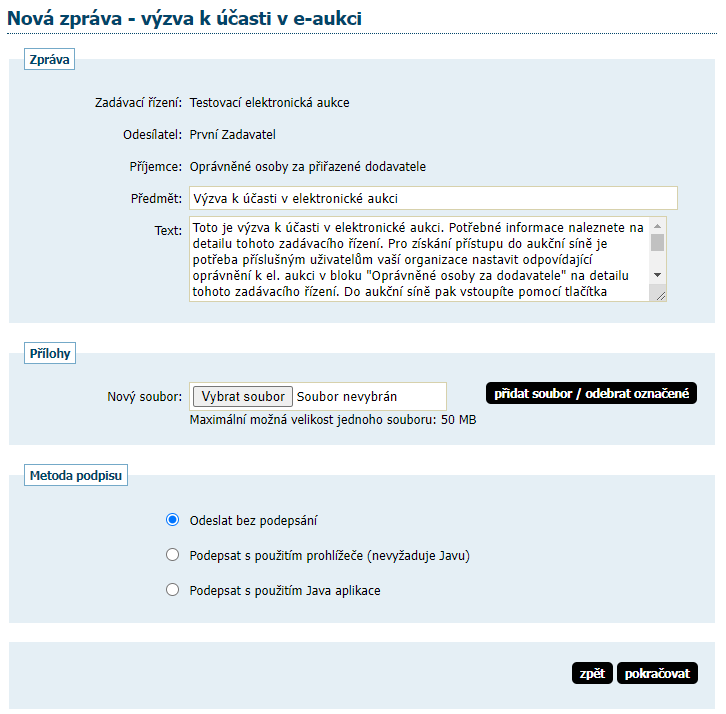 Nová zpráva - výzva k účasti v e-aukci
Zpráva
Zadávací řízení: Testovací elektronická aukce
Odesílatel: První Zadavatel
Příjemce: Oprávněné osoby za přiřazené dodavatele
Předmět: Výzva k účasti v elektronické aukci
Text: Toto je výzva k účasti v elektronické aukci. Potřebné informace naleznete na
detailu tohoto zadávacího řízení. Pro získání přístupu do aukční síně je
potřeba příslušným uživatelům vaší organizace nastavit odpovídající
oprávnění k el. aukci v bloku "Oprávněné osoby za dodavatele" na detailu
tohoto zadávacího řízení. Do aukční síně pak vstoupíte pomocí tlačítka
Přílohy
Nový soubor: Vybrat soubor Soubor nevybrán přidat soubor / odebrat označené
Maximální možná velikost jednoho souboru: 50 MB
Metoda podpisu
Odeslat bez podepsání
Podepsat s použitím prohlížeče (nevyžaduje Javu)
Podepsat s použitím Java aplikace
zpět pokračovat